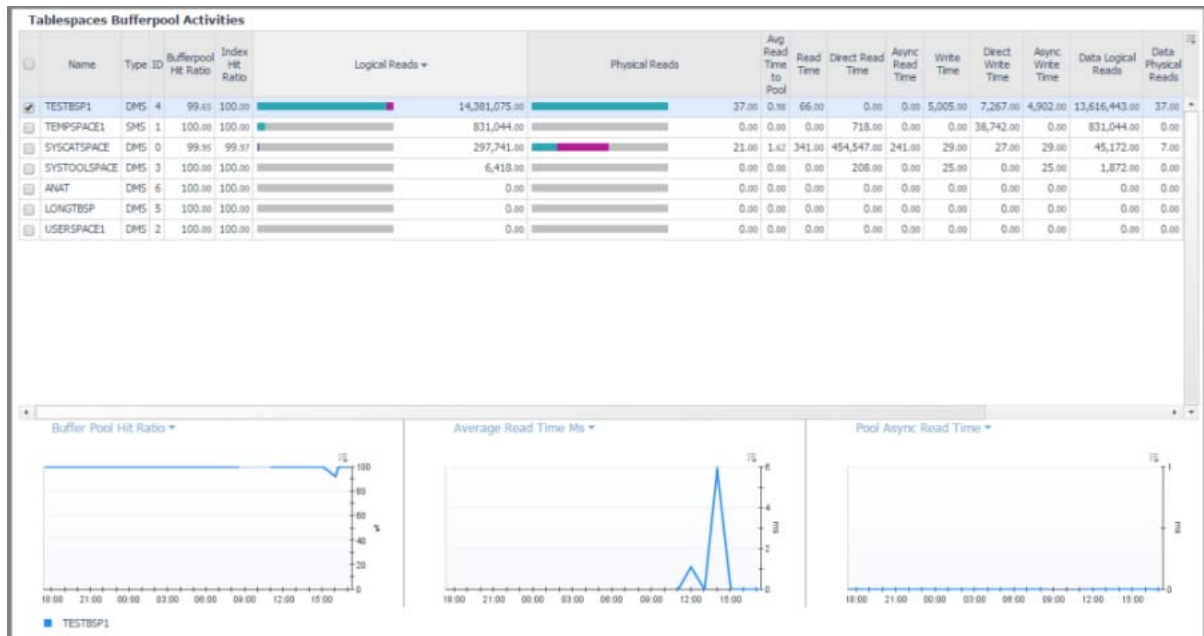 Tablespaces Bufferpool Activities
Name Type ID Bufferpool Hit Ratio Index Hit Ratio Logical Reads Physical Reads Avg Read Time to Pool Read Time Direct Read Time Async Read Time Write Time Direct Write Time Async Write Time Data Logical Reads Data Physical Reads
TESTBSP1 DMS 4 99.65 100.00 14,381,075.00 37.00 0.98 66.00 0.00 0.00 5,005.00 7,267.00 4,902.00 13,616,443.00 37.00
TEMPSPACE1 SMS 1 100.00 100.00 831,044.00 0.00 0.00 0.00 718.00 0.00 0.00 38,742.00 0.00 831,044.00 0.00
SYSCATSPACE DMS 0 99.95 99.97 297,741.00 21.00 1.62 341.00 454,547.00 241.00 29.00 27.00 29.00 45,172.00 7.00
SYSTOOLSPACE DMS 3 100.00 100.00 6,418.00 0.00 0.00 0.00 208.00 0.00 25.00 0.00 25.00 1,872.00 0.00
ANAT DMS 6 100.00 100.00 0.00 0.00 0.00 0.00 0.00 0.00 0.00 0.00 0.00 0.00 0.00
LONGTBSP DMS 5 100.00 100.00 0.00 0.00 0.00 0.00 0.00 0.00 0.00 0.00 0.00 0.00 0.00
USERSPACE1 DMS 2 100.00 100.00 0.00 0.00 0.00 0.00 0.00 0.00 0.00 0.00 0.00 0.00 0.00
Buffer Pool Hit Ratio
100
80
60
40
20
0
%
18:00 21:00 00:00 03:00 06:00 09:00 12:00 15:00
TESTBSP1
Average Read Time Ms
6
4
2
0
ms
18:00 21:00 00:00 03:00 06:00 09:00 12:00 15:00
Pool Async Read Time
1
0
ms
18:00 21:00 00:00 03:00 06:00 09:00 12:00 15:00